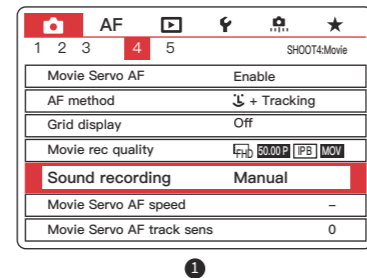 AF
1 2 3 4 5 SHOOT4:Movie
Movie Servo AF Enable
AF method + Tracking
Grid display Off
Movie rec quality FHD 50.00 P IPB MOV
Sound recording Manual
Movie Servo AF speed –
Movie Servo AF track sens 0
1